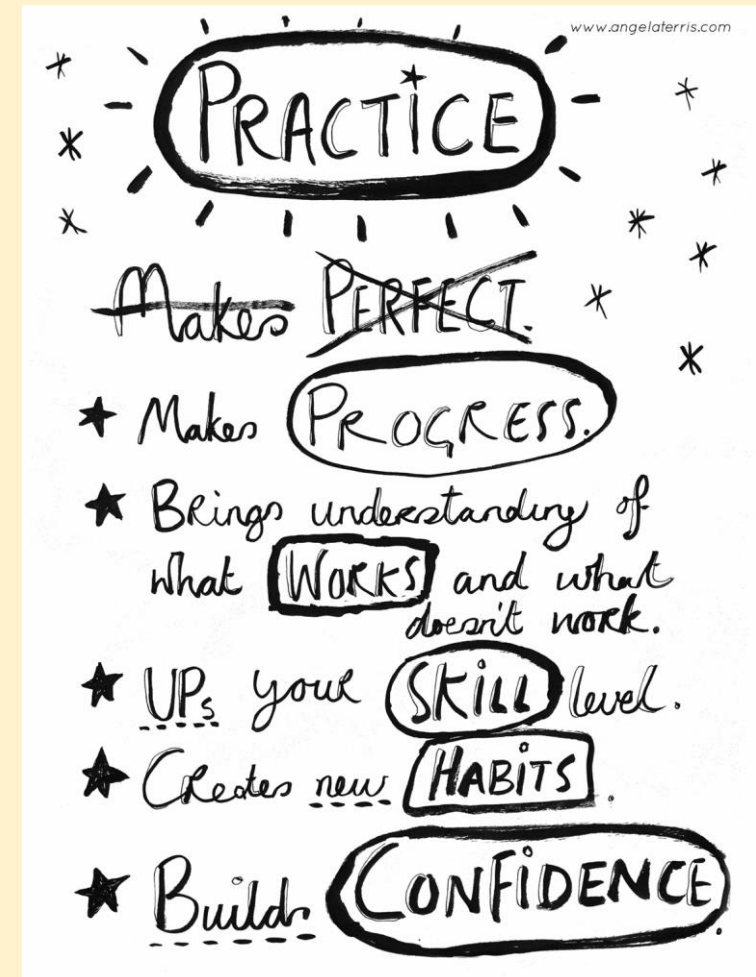 www.angelaterris.com
PRACTICE
Makes PERFECT.
Makes PROGRESS.
Brings understanding of
what WORKS and what
doesn't work.
UPs your SKILL level.
Creates new HABITS.
Builds CONFIDENCE.